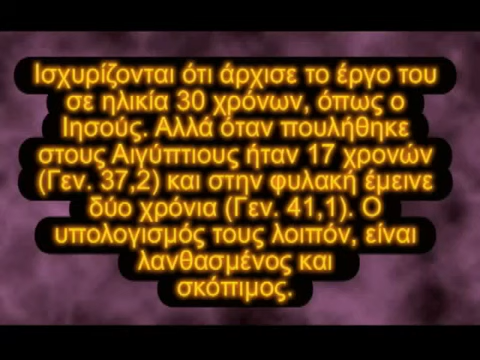 Ισχυρίζονται ότι άρχισε το έργο του
σε ηλικία 30 χρόνων, όπως ο
Ιησούς. Αλλά όταν πουλήθηκε
στους Αιγύπτιους ήταν 17 χρονών
(Γεν. 37,2) και στην φυλακή έμεινε
δύο χρόνια (Γεν. 41,1). Ο
υπολογισμός τους λοιπόν, είναι
λανθασμένος και
σκόπιμος.